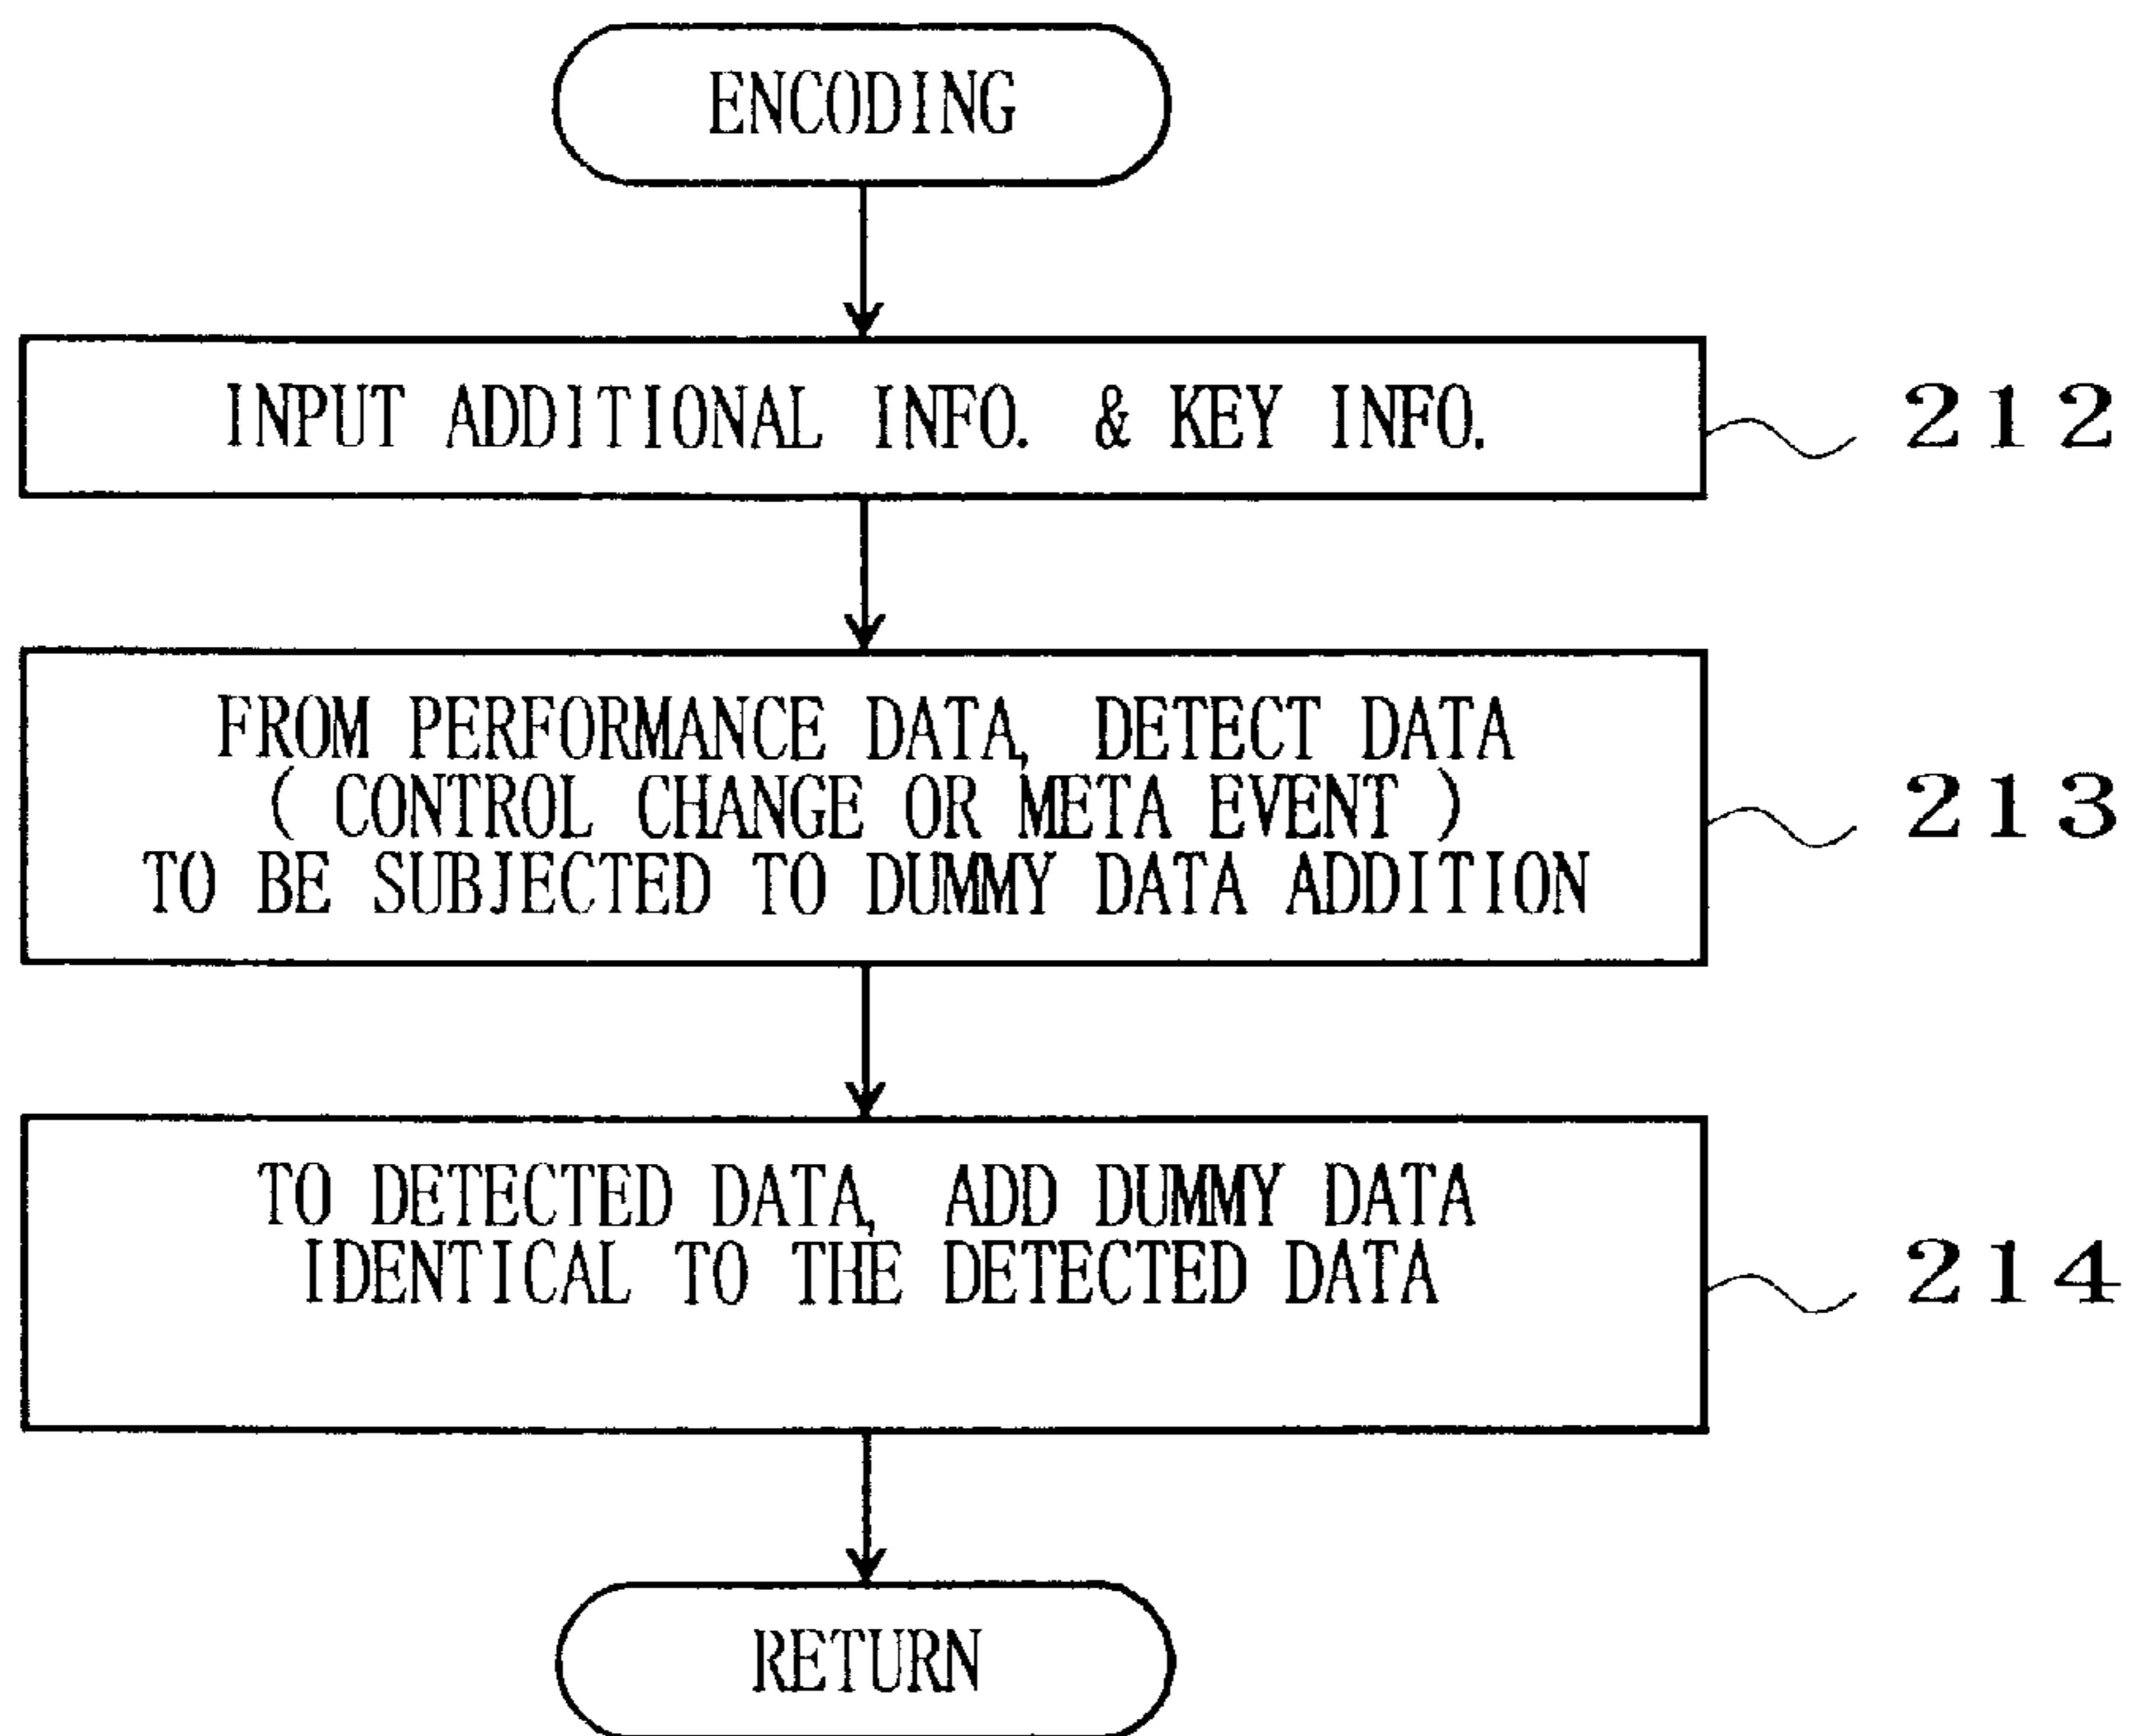 ENCODING
INPUT ADDITIONAL INFO. & KEY INFO.
212
FROM PERFORMANCE DATA, DETECT DATA
( CONTROL CHANGE OR META EVENT )
TO BE SUBJECTED TO DUMMY DATA ADDITION
213
TO DETECTED DATA, ADD DUMMY DATA
IDENTICAL TO THE DETECTED DATA
214
RETURN